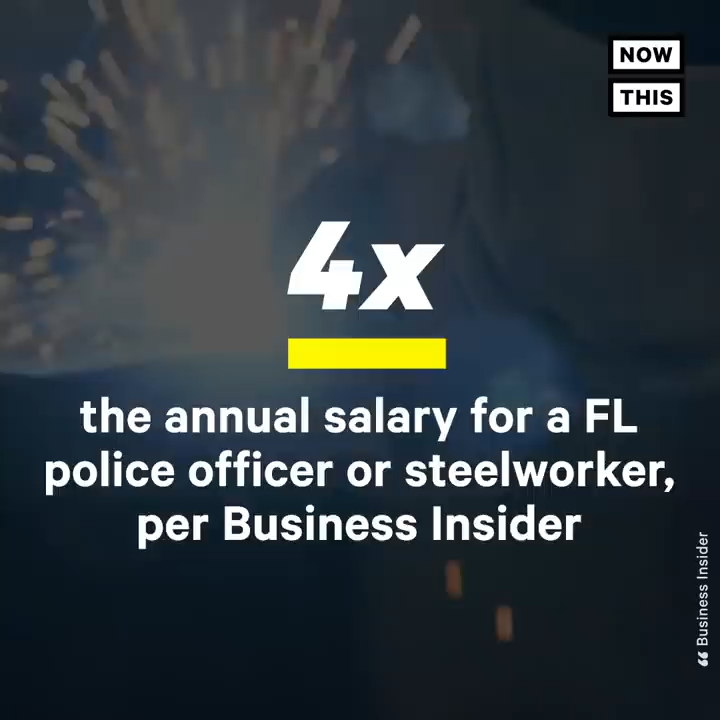 NOW
THIS
4x
the annual salary for a FL
police officer or steelworker,
per Business Insider
❝ Business Insider